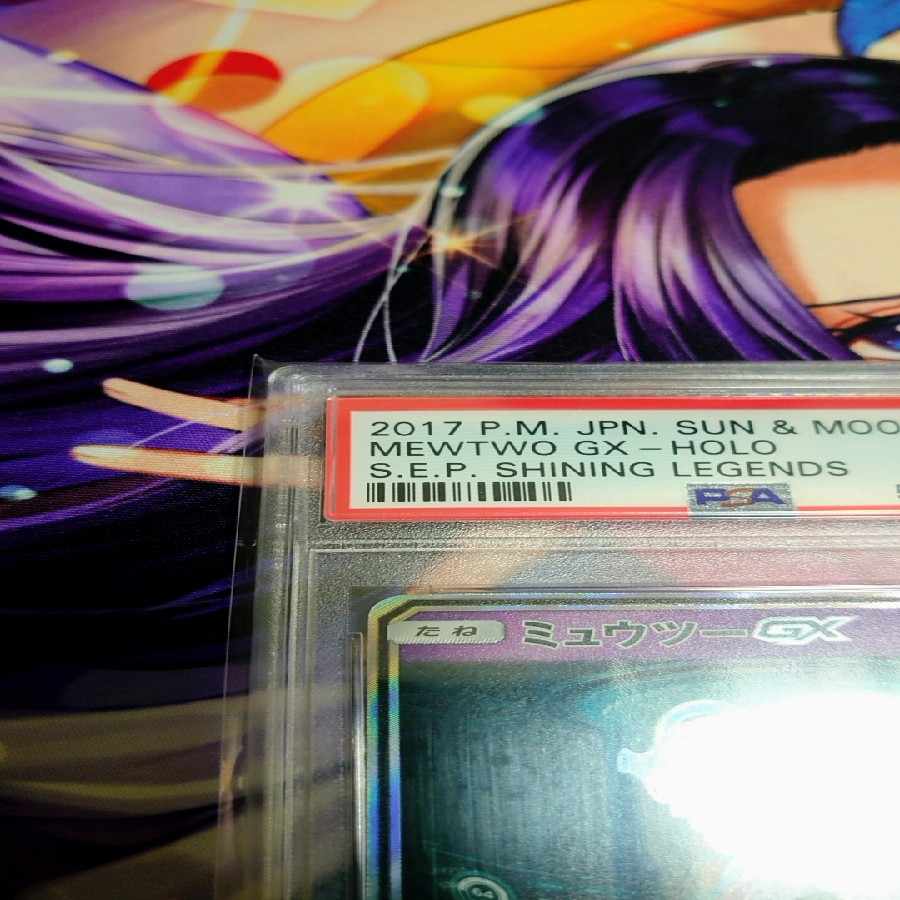 2017 P.M. JPN. SUN & MOO
MEWTWO GX - HOLO
S.E.P. SHINING LEGENDS
PSA
たね ミュウツーGX